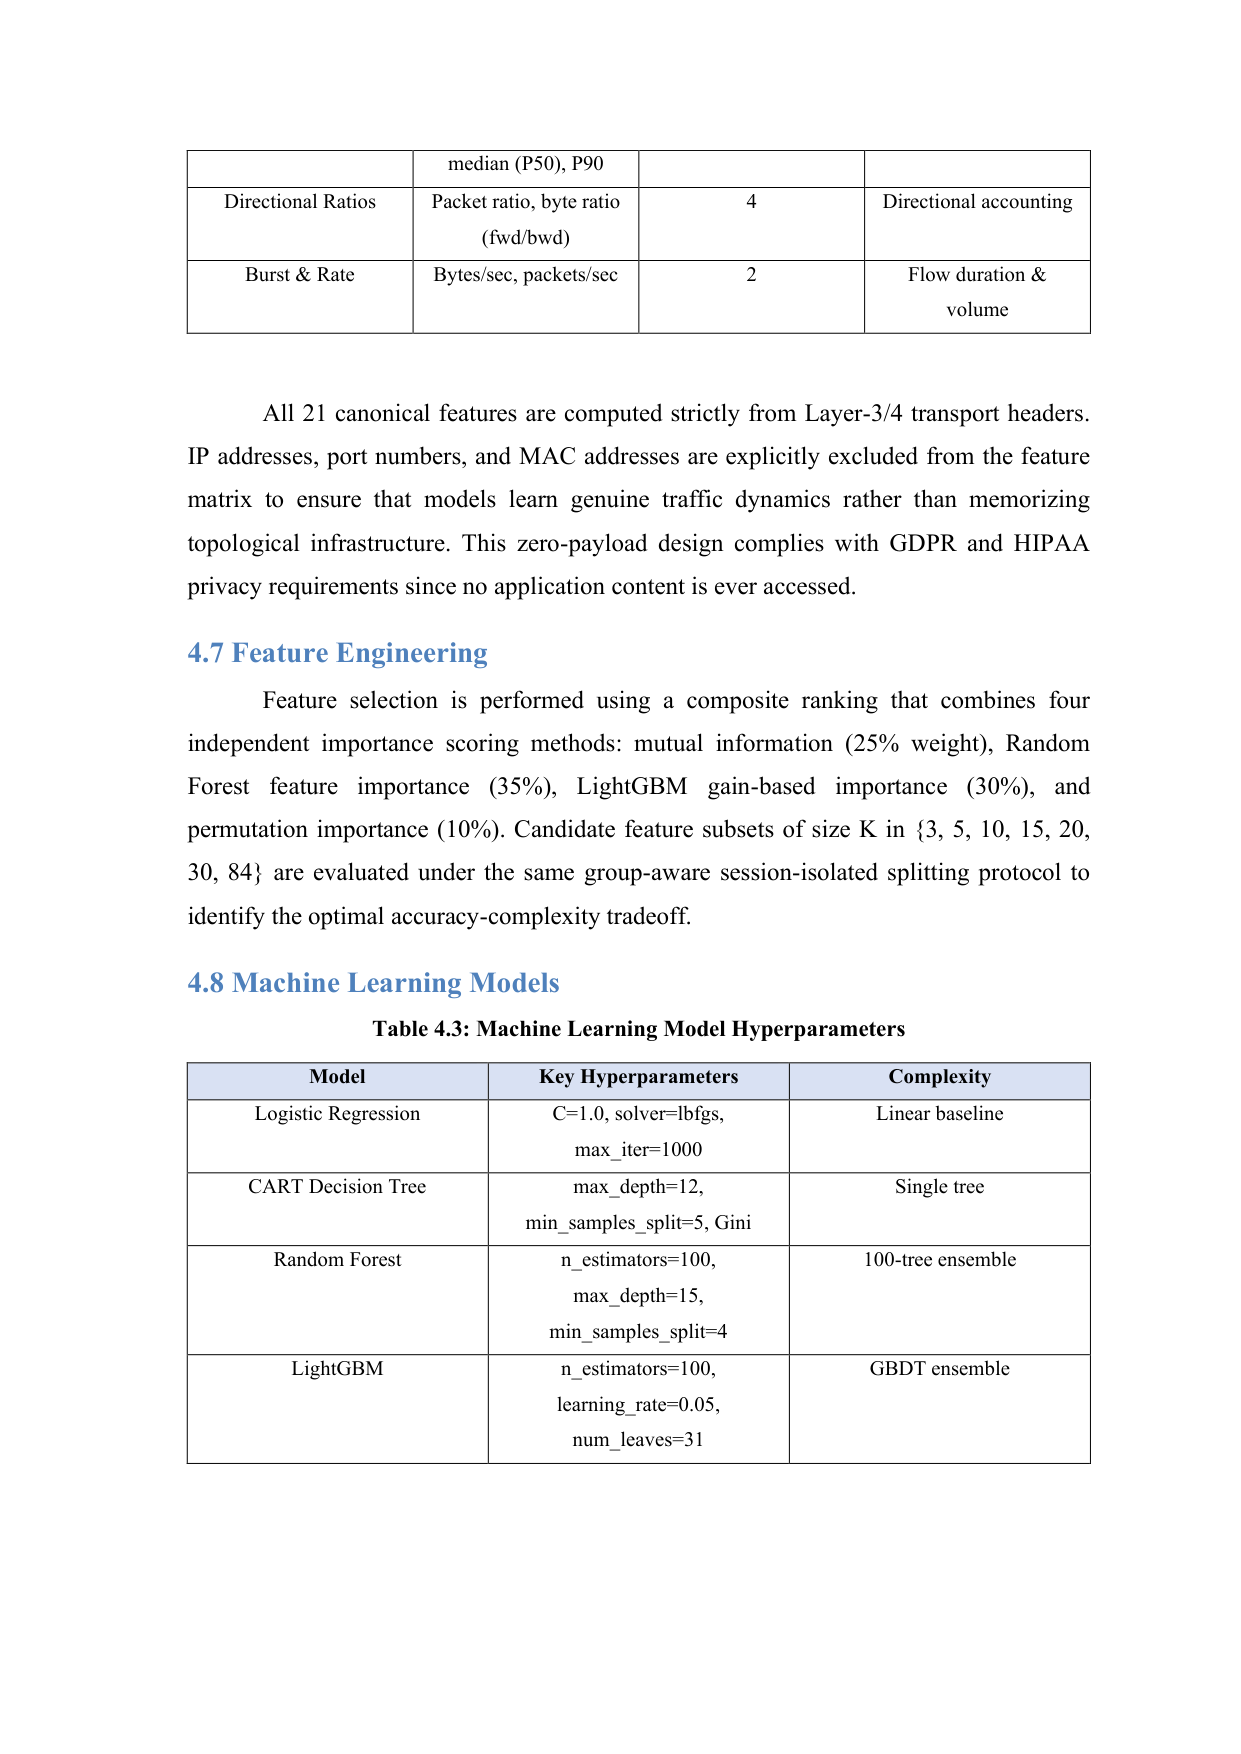 median (P50), P90
Directional Ratios
Packet ratio, byte ratio
(fwd/bwd)
4
Directional accounting
Burst & Rate
Bytes/sec, packets/sec
2
Flow duration &
volume
All 21 canonical features are computed strictly from Layer-3/4 transport headers.
IP addresses, port numbers, and MAC addresses are explicitly excluded from the feature
matrix to ensure that models learn genuine traffic dynamics rather than memorizing
topological infrastructure. This zero-payload design complies with GDPR and HIPAA
privacy requirements since no application content is ever accessed.
4.7 Feature Engineering
Feature selection is performed using a composite ranking that combines four
independent importance scoring methods: mutual information (25% weight), Random
Forest feature importance (35%), LightGBM gain-based importance (30%), and
permutation importance (10%). Candidate feature subsets of size K in {3, 5, 10, 15, 20,
30, 84} are evaluated under the same group-aware session-isolated splitting protocol to
identify the optimal accuracy-complexity tradeoff.
4.8 Machine Learning Models
Table 4.3: Machine Learning Model Hyperparameters
Model
Key Hyperparameters
Complexity
Logistic Regression
C=1.0, solver=lbfgs,
max_iter=1000
Linear baseline
CART Decision Tree
max_depth=12,
min_samples_split=5, Gini
Single tree
Random Forest
n_estimators=100,
max_depth=15,
min_samples_split=4
100-tree ensemble
LightGBM
n_estimators=100,
learning_rate=0.05,
num_leaves=31
GBDT ensemble